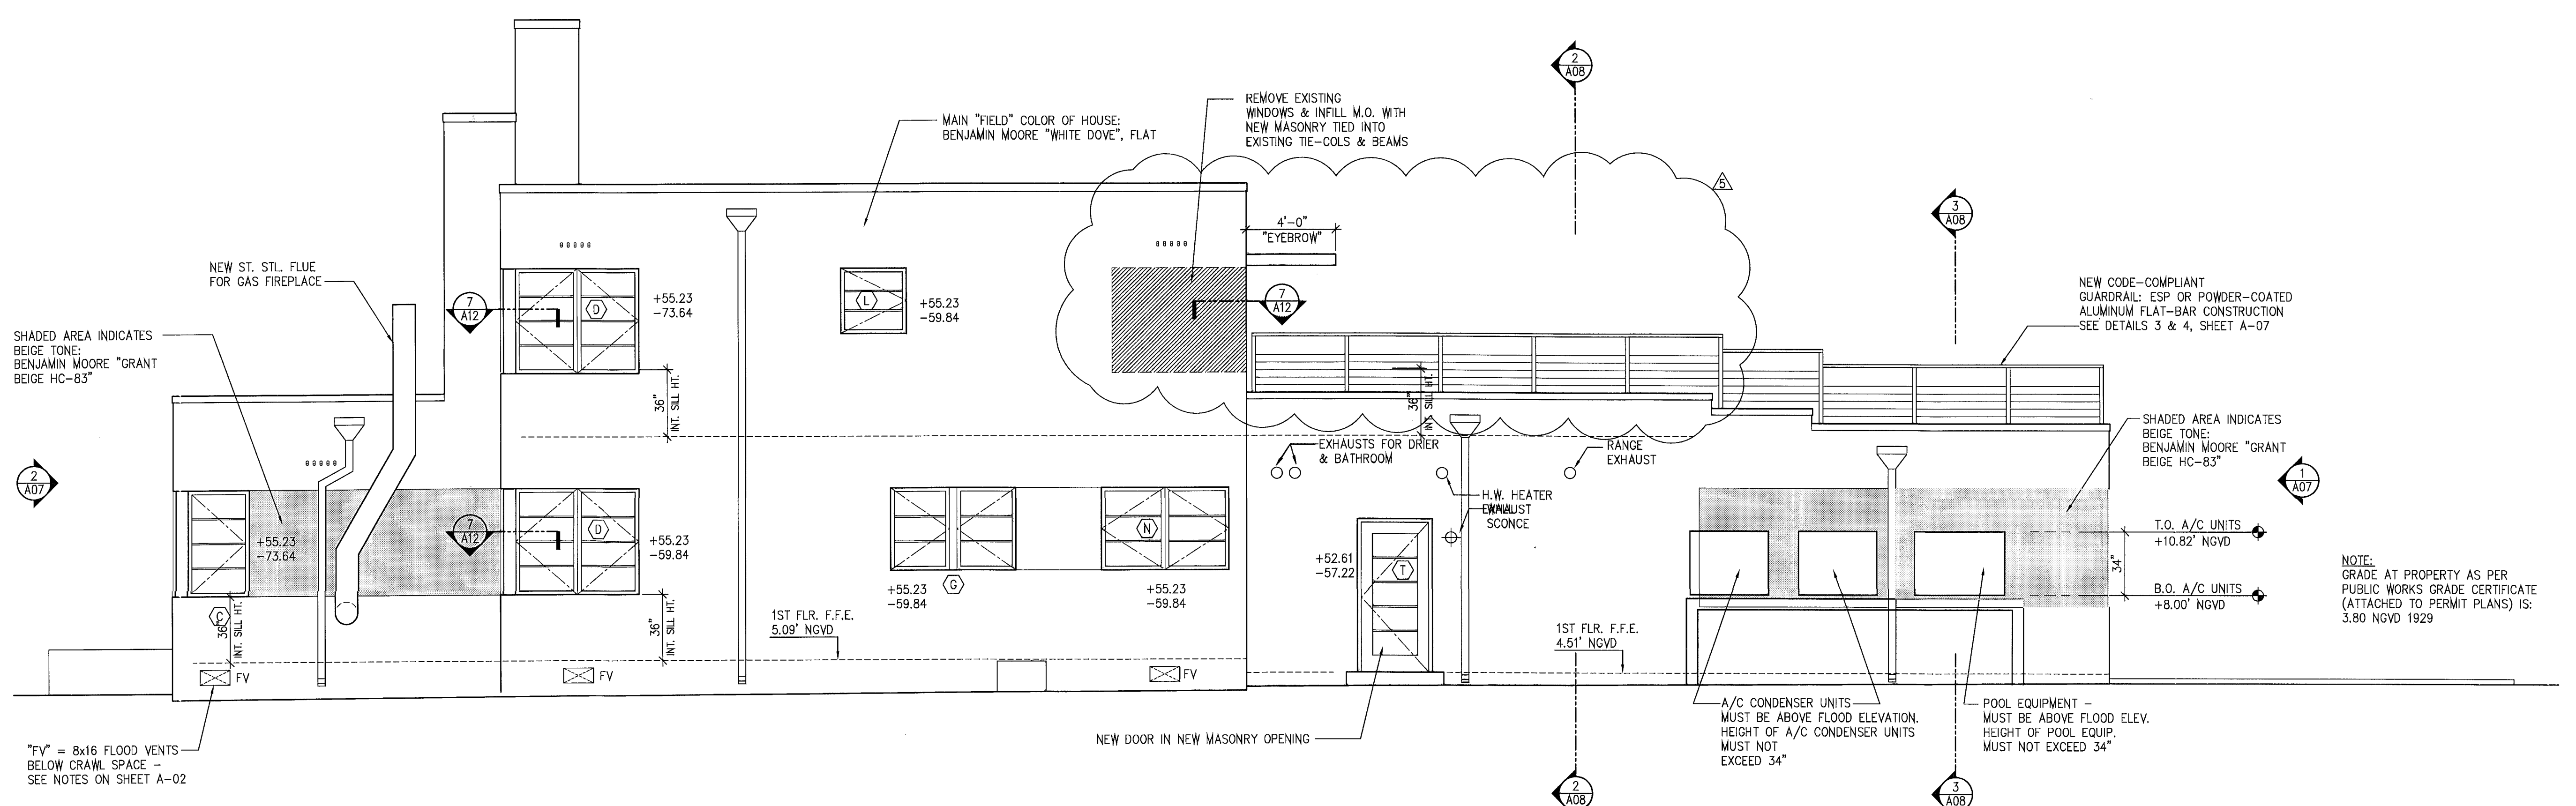 2
A08
REMOVE EXISTING
WINDOWS & INFILL M.O. WITH
NEW MASONRY TIED INTO
EXISTING TIE-COLS & BEAMS
MAIN "FIELD" COLOR OF HOUSE:
BENJAMIN MOORE "WHITE DOVE", FLAT
5
3
A08
4'-0"
"EYEBROW"
NEW ST. STL. FLUE
FOR GAS FIREPLACE
7
A12
D
+55.23
-73.64
L
+55.23
-59.84
7
A12
NEW CODE-COMPLIANT
GUARDRAIL: ESP OR POWDER-COATED
ALUMINUM FLAT-BAR CONSTRUCTION
SEE DETAILS 3 & 4, SHEET A-07
SHADED AREA INDICATES
BEIGE TONE:
BENJAMIN MOORE "GRANT
BEIGE HC-83"
36"
INT. SILL HT.
36"
INT. SILL HT.
SHADED AREA INDICATES
BEIGE TONE:
BENJAMIN MOORE "GRANT
BEIGE HC-83"
EXHAUSTS FOR DRIER
& BATHROOM
RANGE
EXHAUST
2
A07
1
A07
H.W. HEATER
EXHAUST
WALL
SCONCE
+55.23
-73.64
7
A12
D
+55.23
-59.84
N
T.O. A/C UNITS
+10.82' NGVD
34"
B.O. A/C UNITS
+8.00' NGVD
+52.61
-57.22
T
G
+55.23
-59.84
+55.23
-59.84
NOTE:
GRADE AT PROPERTY AS PER
PUBLIC WORKS GRADE CERTIFICATE
(ATTACHED TO PERMIT PLANS) IS:
3.80 NGVD 1929
C
36"
INT. SILL HT.
36"
INT. SILL HT.
1ST FLR. F.F.E.
5.09' NGVD
1ST FLR. F.F.E.
4.51' NGVD
FV
FV
FV
A/C CONDENSER UNITS
MUST BE ABOVE FLOOD ELEVATION.
HEIGHT OF A/C CONDENSER UNITS
MUST NOT
EXCEED 34"
POOL EQUIPMENT -
MUST BE ABOVE FLOOD ELEV.
HEIGHT OF POOL EQUIP.
MUST NOT EXCEED 34"
NEW DOOR IN NEW MASONRY OPENING
"FV" = 8x16 FLOOD VENTS
BELOW CRAWL SPACE -
SEE NOTES ON SHEET A-02
2
A08
3
A08